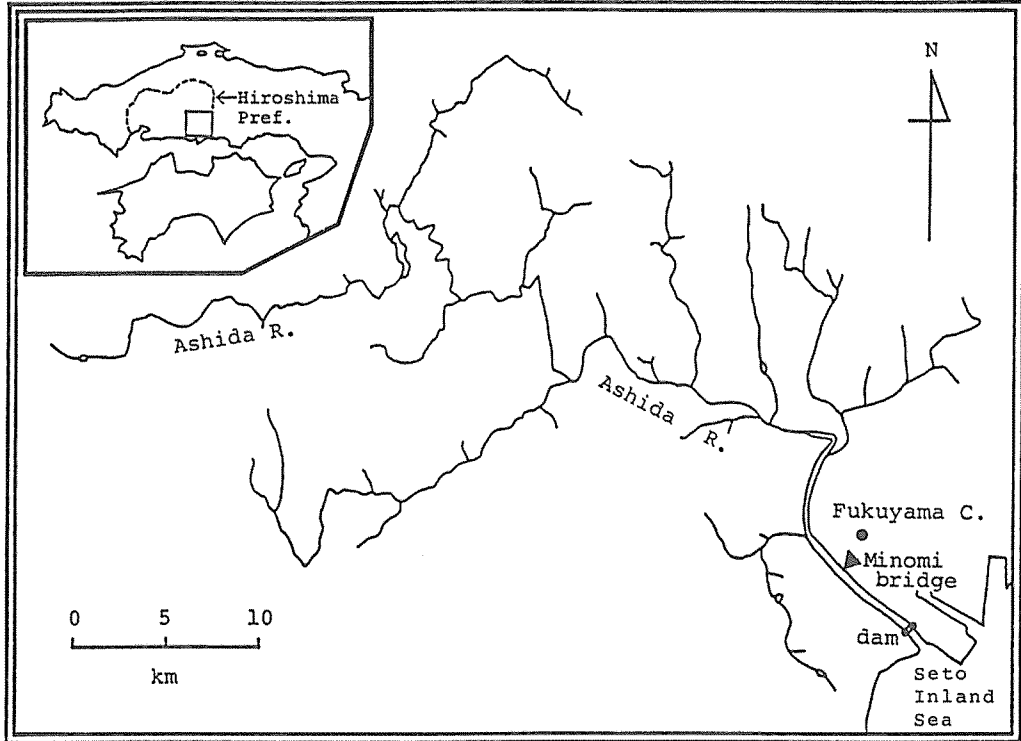 Hiroshima
Pref.
N
Ashida R.
Ashida R.
Fukuyama C.
Minomi
bridge
dam
0 5 10
km
Seto
Inland
Sea